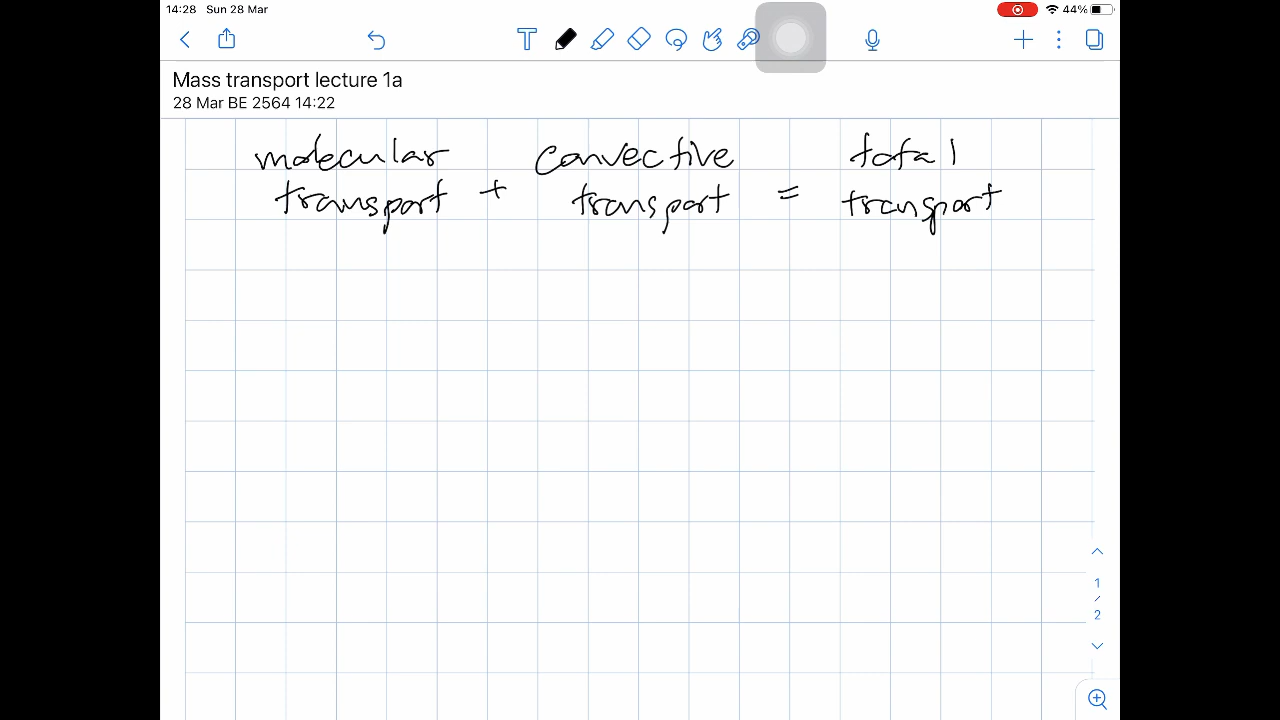 14:28 Sun 28 Mar 44%
T
Mass transport lecture 1a
28 Mar BE 2564 14:22
molecular convective total
transport + transport = transport
1
/
2